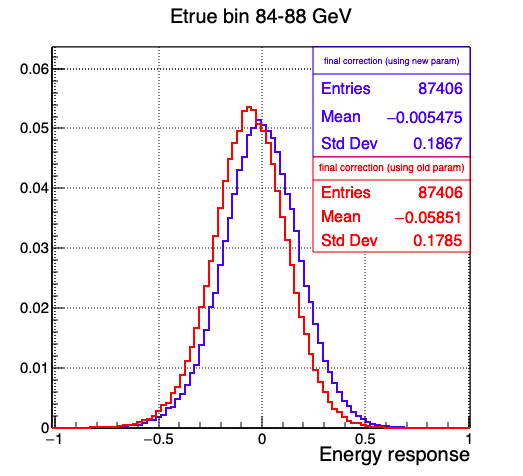 Etrue bin 84-88 GeV
final correction (using new param)
Entries 87406
Mean −0.005475
Std Dev 0.1867
final correction (using old param)
Entries 87406
Mean −0.05851
Std Dev 0.1785
0.06
0.05
0.04
0.03
0.02
0.01
0
−1 −0.5 0 0.5 1
Energy response